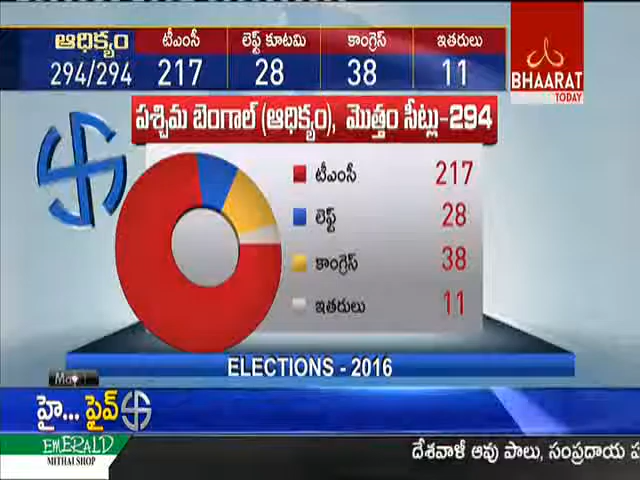 ఆధిక్యం టీఎంసీ లెఫ్ట్ కూటమి కాంగ్రెస్ ఇతరులు
294/294 217 28 38 11
BHAARAT
TODAY
పశ్చిమ బెంగాల్ (ఆధిక్యం), మొత్తం సీట్లు-294
టీఎంసీ 217
లెఫ్ట్ 28
కాంగ్రెస్ 38
ఇతరులు 11
ELECTIONS - 2016
హై... ఫైవ్
EMERALD
MITHAI SHOP
దేశవాళీ ఆవు పాలు, సంప్రదాయ